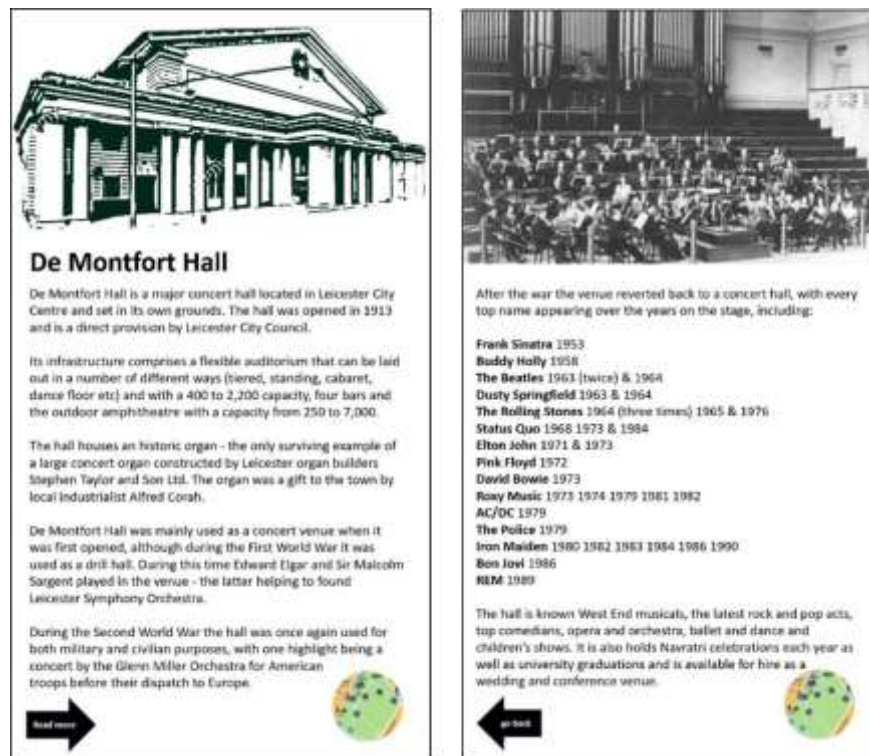 De Montfort Hall
De Montfort Hall is a major concert hall located in Leicester City
Centre and set in its own grounds. The hall was opened in 1913
and is a direct provision by Leicester City Council.
Its infrastructure comprises a flexible auditorium that can be laid
out in a number of different ways (tiered, standing, cabaret,
dance floor etc) and with a 400 to 2,200 capacity, four bars and
the outdoor amphitheatre with a capacity from 250 to 7,000.
The hall houses an historic organ - the only surviving example of
a large concert organ constructed by Leicester organ builders
Stephen Taylor and Son Ltd. The organ was a gift to the town by
local industrialist Alfred Corah.
De Montfort Hall was mainly used as a concert venue when it
was first opened, although during the First World War it was
used as a drill hall. During this time Edward Elgar and Sir Malcolm
Sargent played in the venue - the latter helping to found
Leicester Symphony Orchestra.
During the Second World War the hall was once again used for
both military and civilian purposes, with one highlight being a
concert by the Glenn Miller Orchestra for American
troops before their dispatch to Europe.
Read more
After the war the venue reverted back to a concert hall, with every
top name appearing over the years on the stage, including:
Frank Sinatra 1953
Buddy Holly 1958
The Beatles 1963 (twice) & 1964
Dusty Springfield 1963 & 1964
The Rolling Stones 1964 (three times) 1965 & 1976
Status Quo 1968 1973 & 1984
Elton John 1971 & 1973
Pink Floyd 1972
David Bowie 1973
Roxy Music 1973 1974 1979 1981 1982
AC/DC 1979
The Police 1979
Iron Maiden 1980 1982 1983 1984 1986 1990
Bon Jovi 1986
REM 1989
The hall is known West End musicals, the latest rock and pop acts,
top comedians, opera and orchestra, ballet and dance and
children's shows. It is also holds Navratri celebrations each year as
well as university graduations and is available for hire as a
wedding and conference venue.
go back